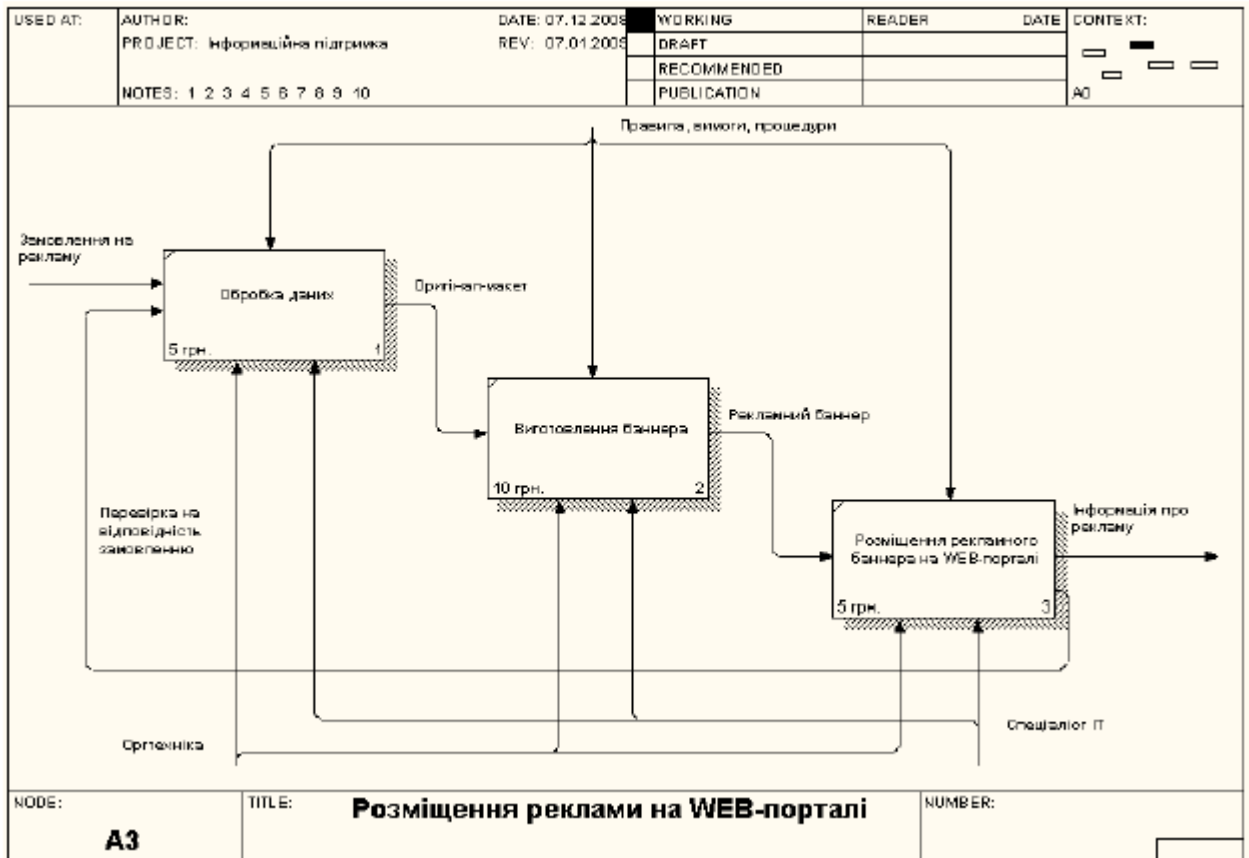 USED AT:
AUTHOR:
DATE: 07.12.2008
PROJECT: Інформаційна підтримка
REV: 07.01.2009
NOTES: 1 2 3 4 5 6 7 8 9 10
WORKING
DRAFT
RECOMMENDED
PUBLICATION
READER
DATE
CONTEXT:
A0
Правила, вимоги, процедури
Замовлення на
рекламу
Обробка даних
5 грн.
1
Оригінал-макет
Виготовлення баннера
10 грн.
2
Рекламний баннер
Перевірка на
відповідність
замовленню
Розміщення рекламного
баннера на WEB-порталі
5 грн.
3
Інформація про
рекламу
Спеціаліст ІТ
Оргтехніка
NODE:
A3
TITLE:
Розміщення реклами на WEB-порталі
NUMBER: